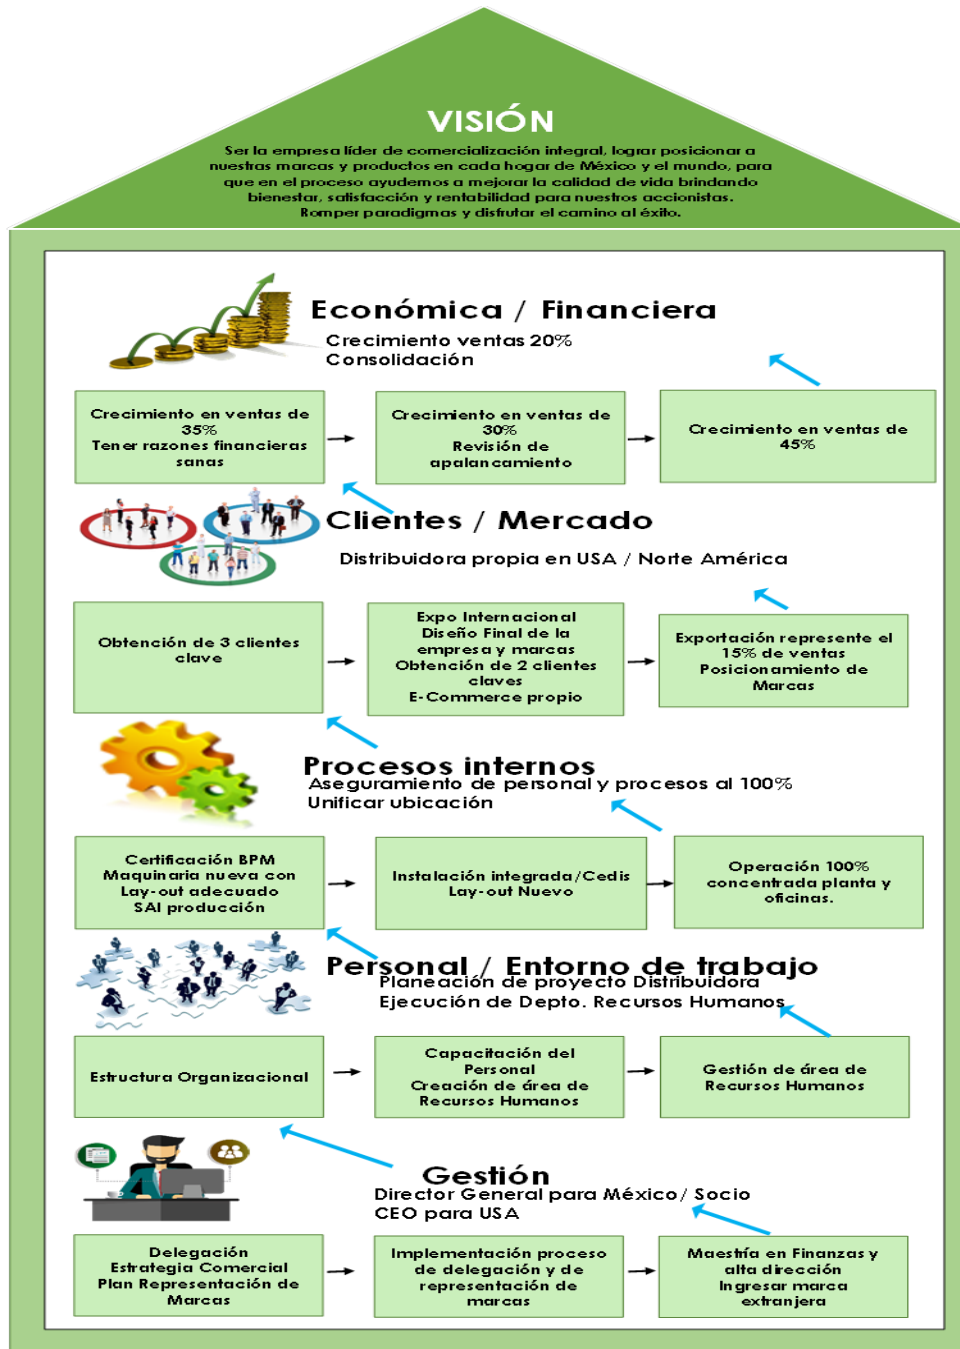 VISIÓN
Ser la empresa líder de comercialización integral, lograr posicionar a
nuestras marcas y productos en cada hogar de México y el mundo, para
que en el proceso ayudemos a mejorar la calidad de vida brindando
bienestar, satisfacción y rentabilidad para nuestros accionistas.
Romper paradigmas y disfrutar el camino al éxito.
Económica / Financiera
Crecimiento ventas 20%
Consolidación
Crecimiento en ventas de
35%
Tener razones financieras
sanas
Crecimiento en ventas de
30%
Revisión de
apalancamiento
Crecimiento en ventas de
45%
Clientes / Mercado
Distribuidora propia en USA / Norte América
Obtención de 3 clientes
clave
Expo Internacional
Diseño Final de la
empresa y marcas
Obtención de 2 clientes
claves
E-Commerce propio
Exportación represente el
15% de ventas
Posicionamiento de
Marcas
Procesos internos
Aseguramiento de personal y procesos al 100%
Unificar ubicación
Certificación BPM
Maquinaria nueva con
Lay-out adecuado
SAI producción
Instalación integrada/Cedis
Lay-out Nuevo
Operación 100%
concentrada planta y
oficinas.
Personal / Entorno de trabajo
Planeación de proyecto Distribuidora
Ejecución de Depto. Recursos Humanos
Estructura Organizacional
Capacitación del
Personal
Creación de área de
Recursos Humanos
Gestión de área de
Recursos Humanos
Gestión
Director General para México/ Socio
CEO para USA
Delegación
Estrategia Comercial
Plan Representación de
Marcas
Implementación proceso
de delegación y de
representación de
marcas
Maestría en Finanzas y
alta dirección
Ingresar marca
extranjera